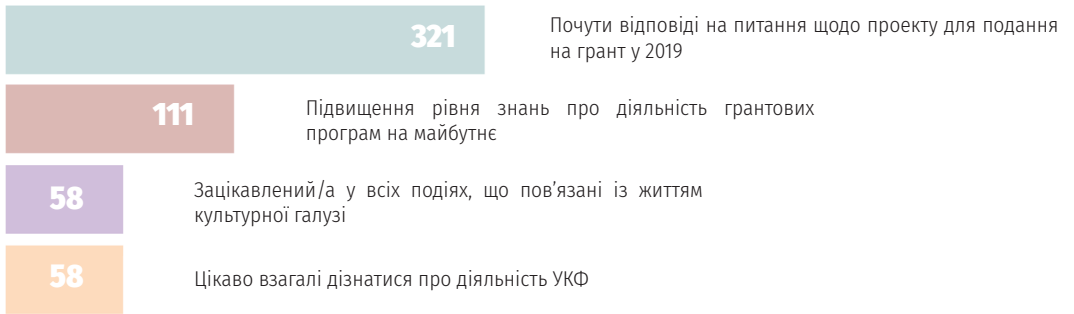 321
Почути відповіді на питання щодо проекту для подання
на грант у 2019
111
Підвищення рівня знань про діяльність грантових
програм на майбутнє
58
Зацікавлений/а у всіх подіях, що пов’язані із життям
культурної галузі
58
Цікаво взагалі дізнатися про діяльність УКФ